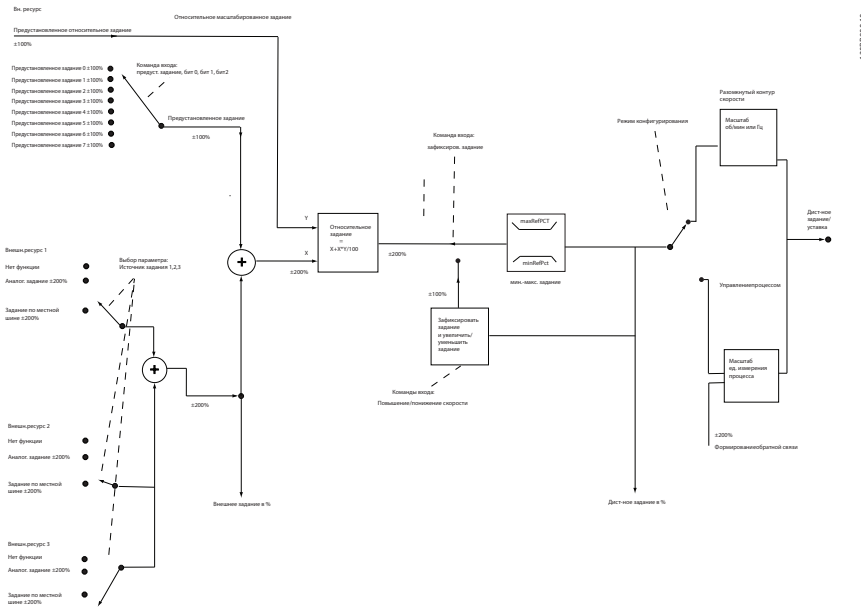 Вн. ресурс
Относительное масштабированное задание
Предустановленное относительное задание
±100%
Команда входа:
предуст. задание, бит 0, бит 1, бит2
Предустановленное задание 0 ±100%
Предустановленное задание 1 ±100%
Предустановленное задание 2 ±100%
Предустановленное задание 3 ±100%
Предустановленное задание 4 ±100%
Предустановленное задание 5 ±100%
Предустановленное задание 6 ±100%
Предустановленное задание 7 ±100%
Предустановленное задание
±100%
Y
X
±200%
Относительное
задание
=
X+X*Y/100
±200%
Команда входа:
зафиксиров. задание
maxRefPCT
minRefPct
мин.-макс. задание
±100%
Зафиксировать
задание
и увеличить/
уменьшить
задание
Команды входа:
Повышение/понижение скорости
Режим конфигурирования
Разомкнутый контур
скорости
Масштаб
об/мин или Гц
Дист-ное
задание/
уставка
Управлениепроцессом
Масштаб
ед. измерения
процесса
±200%
Формированиеобратной связи
Дист-ное задание в %
Внешн.ресурс 1
Нет функции
Аналог. задание ±200%
Задание по местной
шине ±200%
Выбор параметра:
Источник задания 1,2,3
+
+
±200%
Внешнее задание в %
Внешн.ресурс 2
Нет функции
Аналог. задание ±200%
Задание по местной
шине ±200%
Внешн.ресурс 3
Нет функции
Аналог. задание ±200%
Задание по местной
шине ±200%